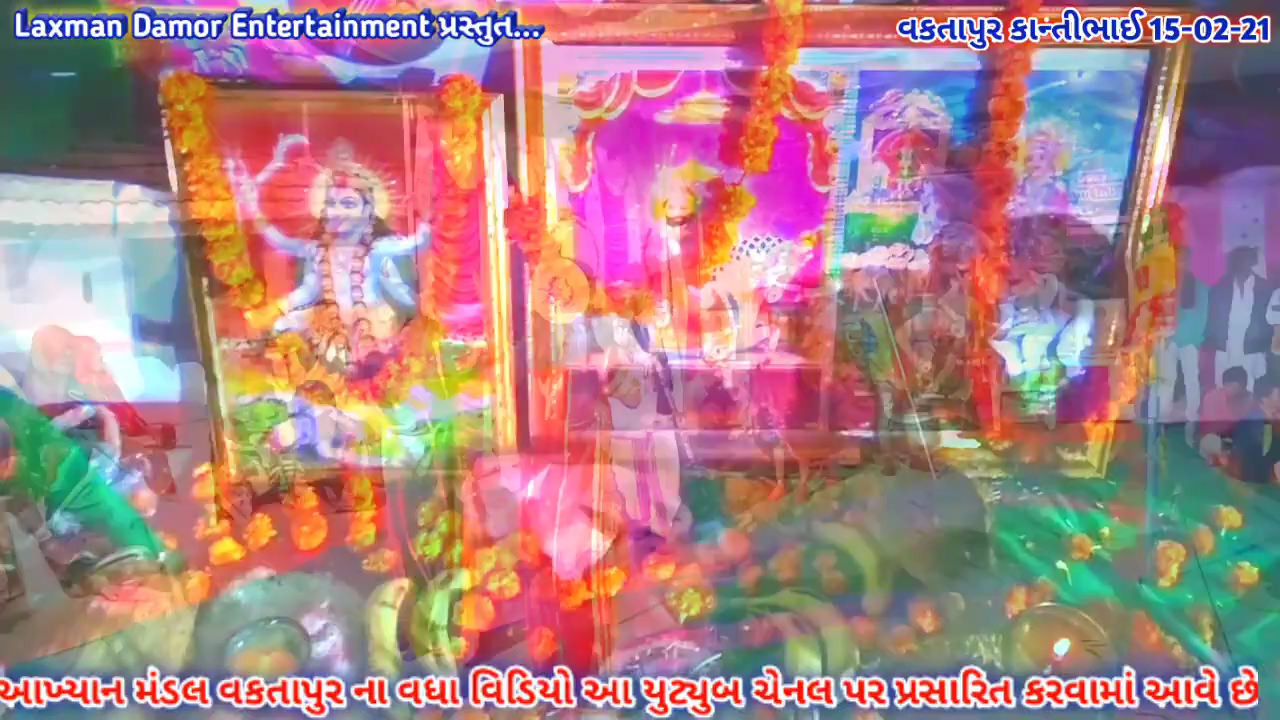 Laxman Damor Entertainment પ્રસ્તુત...
વકતાપુર કાન્તીભાઈ 15-02-21
આખ્યાન મંડલ વકતાપુર ના વધા વિડિયો આ યુટ્યુબ ચેનલ પર પ્રસારિત કરવામાં આવે છે